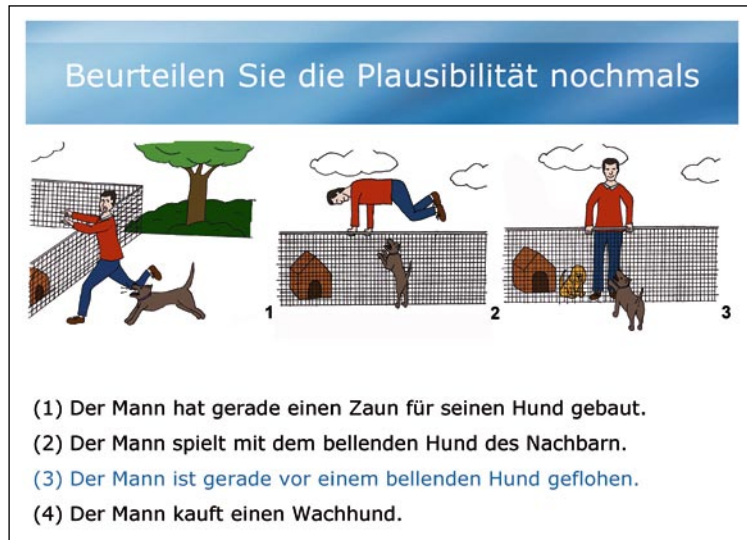 Beurteilen Sie die Plausibilität nochmals
1
2
3
(1) Der Mann hat gerade einen Zaun für seinen Hund gebaut.
(2) Der Mann spielt mit dem bellenden Hund des Nachbarn.
(3) Der Mann ist gerade vor einem bellenden Hund geflohen.
(4) Der Mann kauft einen Wachhund.